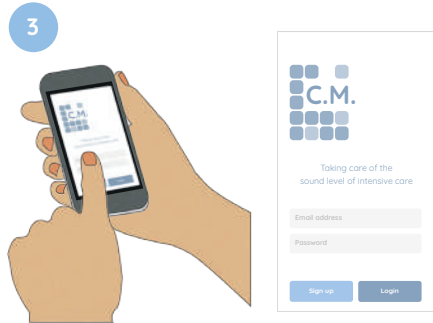 3
C.M.
C.M.
Taking care of the
sound level of intensive care
Email address
Password
Sign up Login